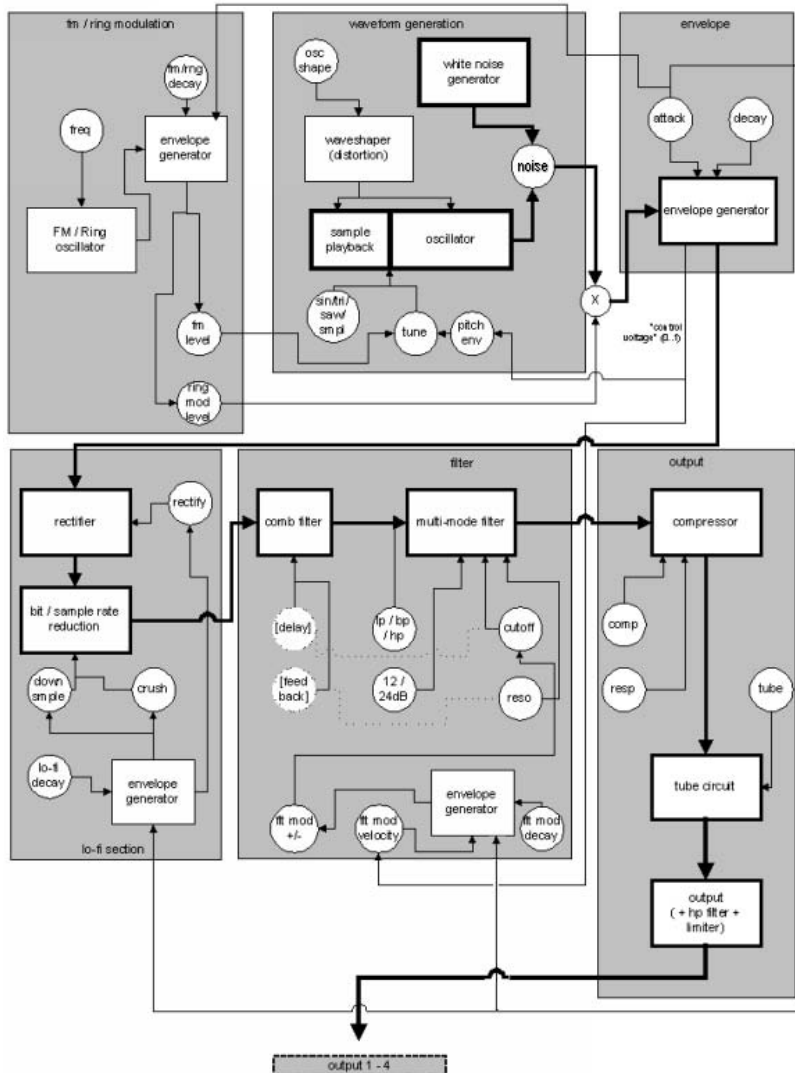 fm / ring modulation
fm/rng
decay
freq
envelope
generator
FM / Ring
oscillator
fm
level
ring
mod
level
waveform generation
osc
shape
white noise
generator
waveshaper
(distortion)
noise
sample
playback
oscillator
sin/tri/
saw/
smpl
tune
pitch
env
X
envelope
attack
decay
envelope generator
"control
voltage" (0..1)
rectifier
rectify
bit / sample rate
reduction
down
smple
crush
lo-fi
decay
envelope
generator
lo-fi section
filter
comb filter
multi-mode filter
[delay]
lp / bp
/ hp
cutoff
[feed
back]
12 /
24dB
reso
envelope
generator
flt mod
+/-
flt mod
velocity
flt mod
decay
output
compressor
comp
resp
tube
tube circuit
output
( + hp filter +
limiter)
output 1 - 4